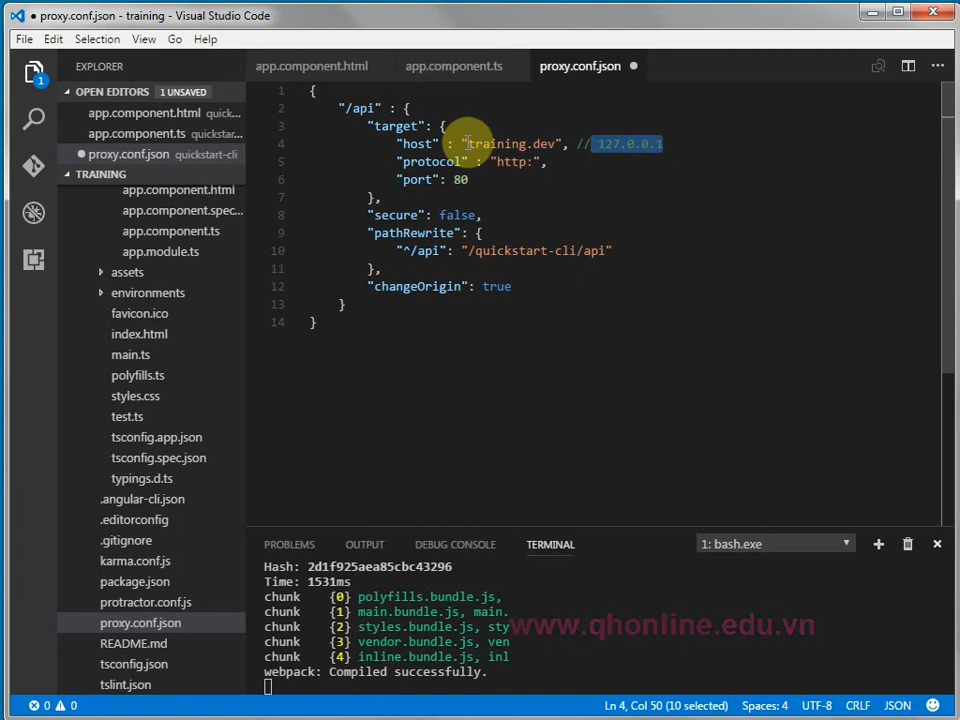 ● proxy.conf.json - training - Visual Studio Code
File Edit Selection View Go Help
EXPLORER
OPEN EDITORS 1 UNSAVED
app.component.html quick...
app.component.ts quickstar...
proxy.conf.json quickstart-cli
TRAINING
app.component.html
app.component.spec...
app.component.ts
app.module.ts
assets
environments
favicon.ico
index.html
main.ts
polyfills.ts
styles.css
test.ts
tsconfig.app.json
tsconfig.spec.json
typings.d.ts
.angular-cli.json
.editorconfig
.gitignore
karma.conf.js
package.json
protractor.conf.js
proxy.conf.json
README.md
tsconfig.json
tslint.json
1
app.component.html app.component.ts proxy.conf.json
1 {
2 "/api" : {
3 "target": {
4 "host" : "training.dev", // 127.0.0.1
5 "protocol" : "http:",
6 "port": 80
7 },
8 "secure": false,
9 "pathRewrite": {
10 "^/api": "/quickstart-cli/api"
11 },
12 "changeOrigin": true
13 }
14 }
PROBLEMS OUTPUT DEBUG CONSOLE TERMINAL 1: bash.exe
Hash: 2d1f925aea85cbc43296
Time: 1531ms
chunk {0} polyfills.bundle.js,
chunk {1} main.bundle.js, main.
chunk {2} styles.bundle.js, sty
chunk {3} vendor.bundle.js, ven
chunk {4} inline.bundle.js, inl
webpack: Compiled successfully.
www.qhonline.edu.vn
0 0 Ln 4, Col 50 (10 selected) Spaces: 4 UTF-8 CRLF JSON